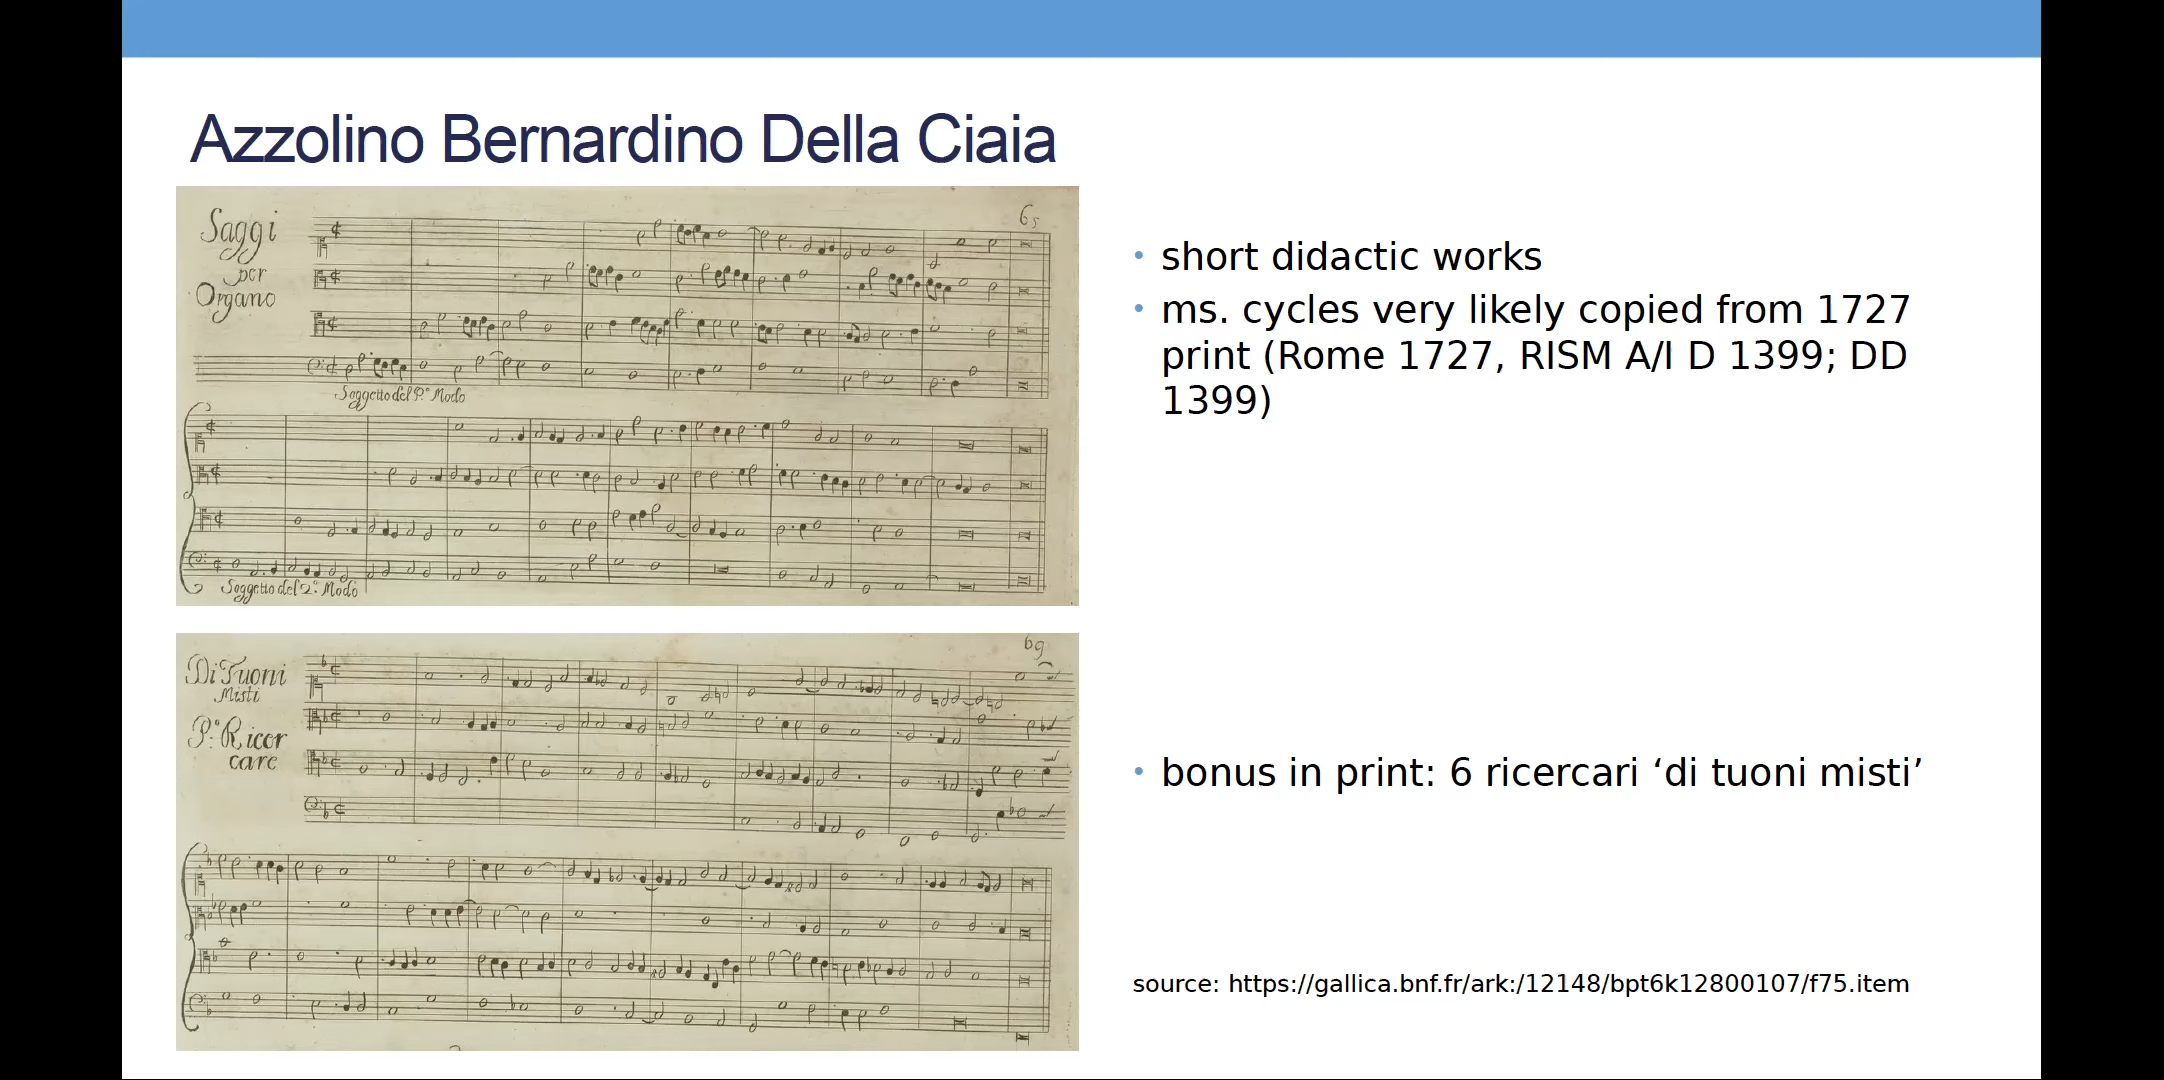 Azzolino Bernardino Della Ciaia
Saggi
per
Organo
65
Soggetto del P.º Modo
Soggetto del 2.º Modo
• short didactic works
• ms. cycles very likely copied from 1727
print (Rome 1727, RISM A/I D 1399; DD
1399)
Di Tuoni
Misti
P.º Ricer
care
69
• bonus in print: 6 ricercari ‘di tuoni misti’
source: https://gallica.bnf.fr/ark:/12148/bpt6k12800107/f75.item